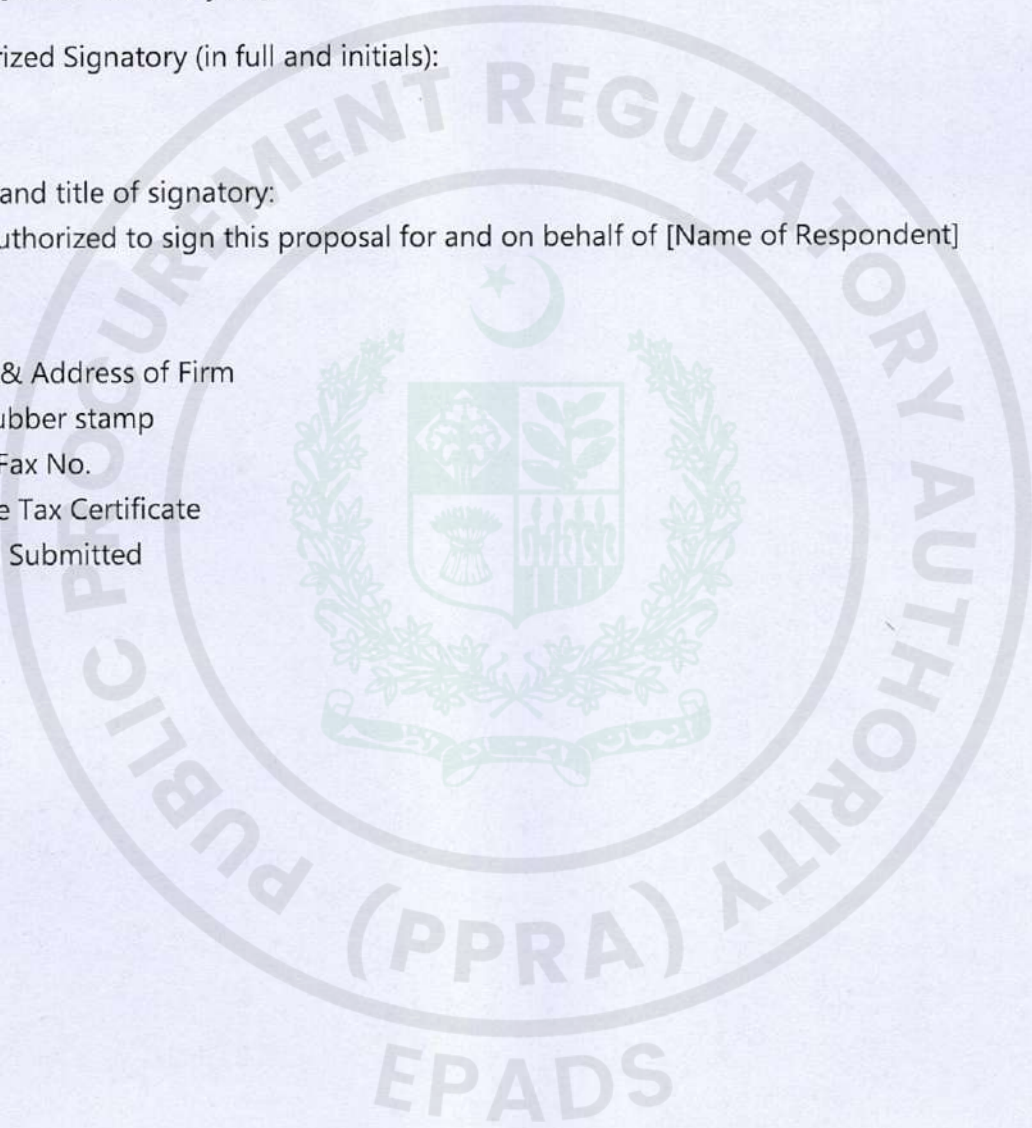 rized Signatory (in full and initials):
and title of signatory:
uthorized to sign this proposal for and on behalf of [Name of Respondent]
& Address of Firm
ubber stamp
Fax No.
e Tax Certificate
Submitted
PUBLIC PROCUREMENT REGULATORY AUTHORITY
(PPRA)
EPADS